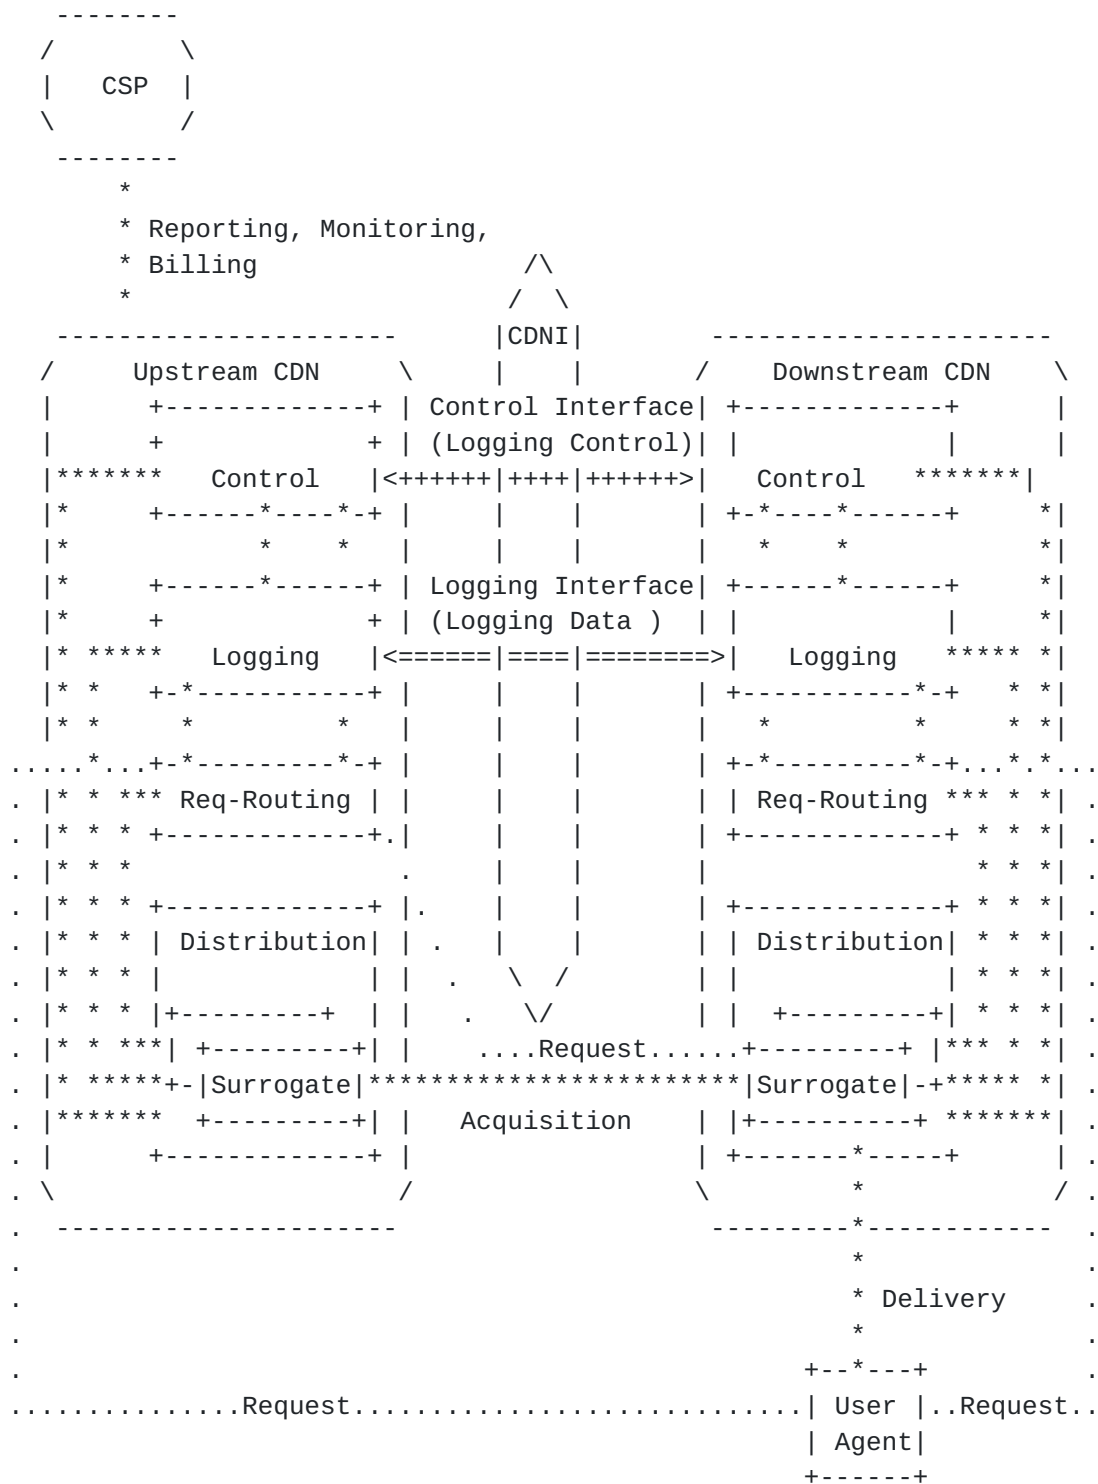 CSP
Reporting, Monitoring,
Billing
CDNI
Upstream CDN Downstream CDN
Control Interface
(Logging Control)
Control Control
Logging Interface
(Logging Data )
Logging Logging
Req-Routing Req-Routing
Distribution Distribution
Request
Surrogate Surrogate
Acquisition
Delivery
Request User Request
Agent